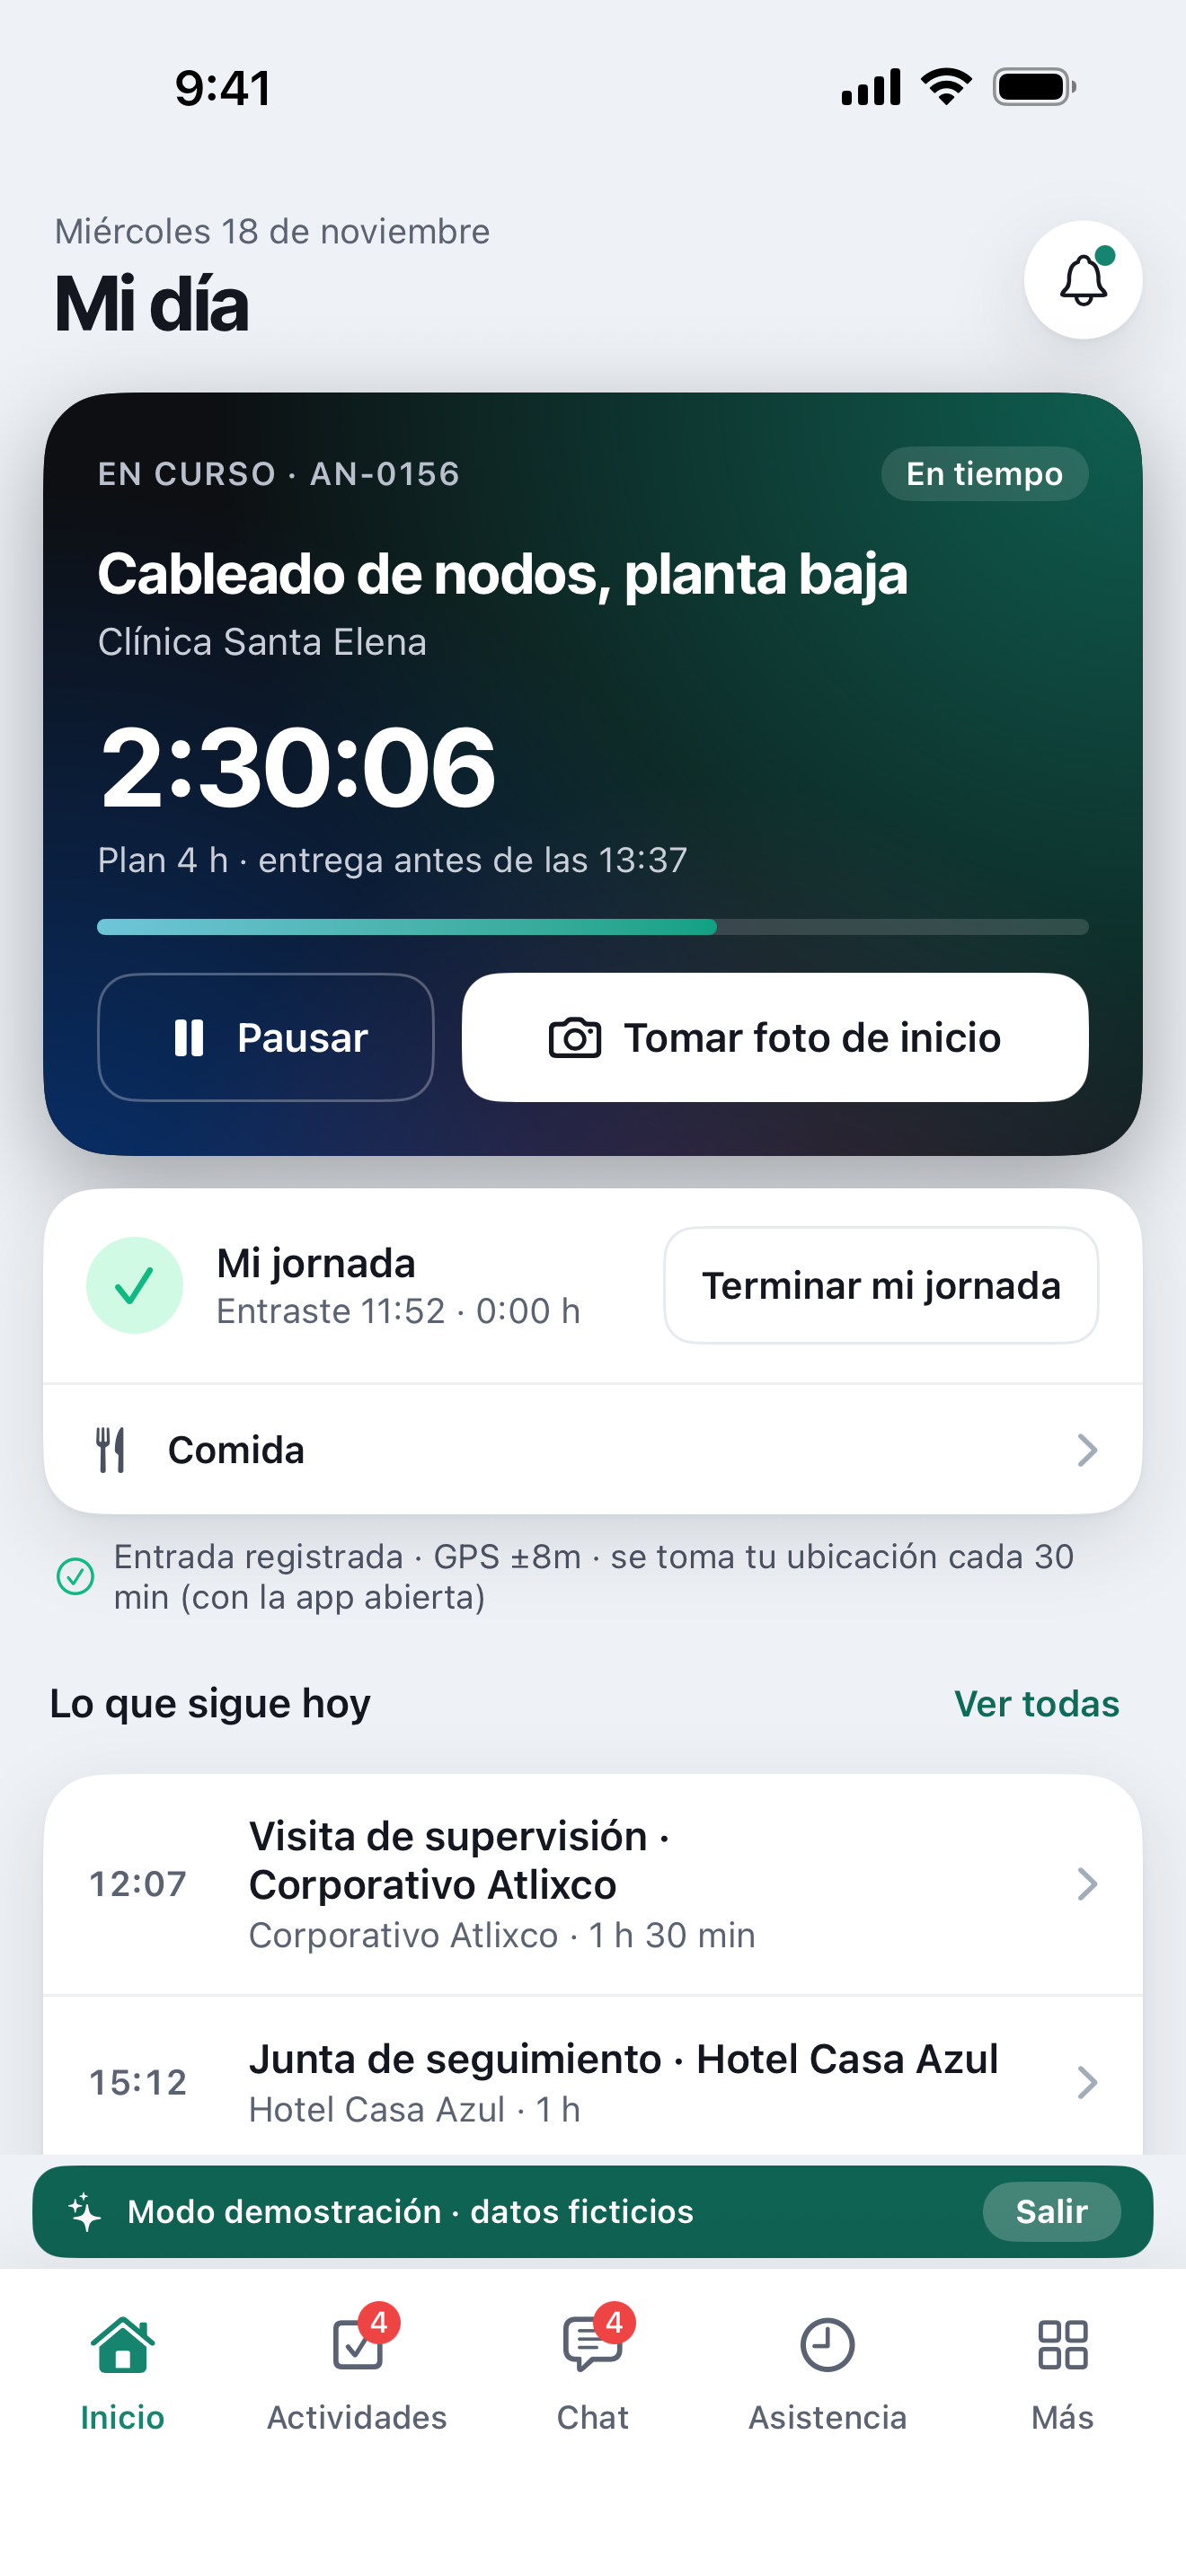 9:41
Miércoles 18 de noviembre
Mi día
EN CURSO · AN-0156
En tiempo
Cableado de nodos, planta baja
Clínica Santa Elena
2:30:06
Plan 4 h · entrega antes de las 13:37
Pausar
Tomar foto de inicio
Mi jornada
Entraste 11:52 · 0:00 h
Terminar mi jornada
Comida
Entrada registrada · GPS ±8m · se toma tu ubicación cada 30
min (con la app abierta)
Lo que sigue hoy
Ver todas
12:07
Visita de supervisión ·
Corporativo Atlixco
Corporativo Atlixco · 1 h 30 min
15:12
Junta de seguimiento · Hotel Casa Azul
Hotel Casa Azul · 1 h
Modo demostración · datos ficticios
Salir
4
4
Inicio
Actividades
Chat
Asistencia
Más